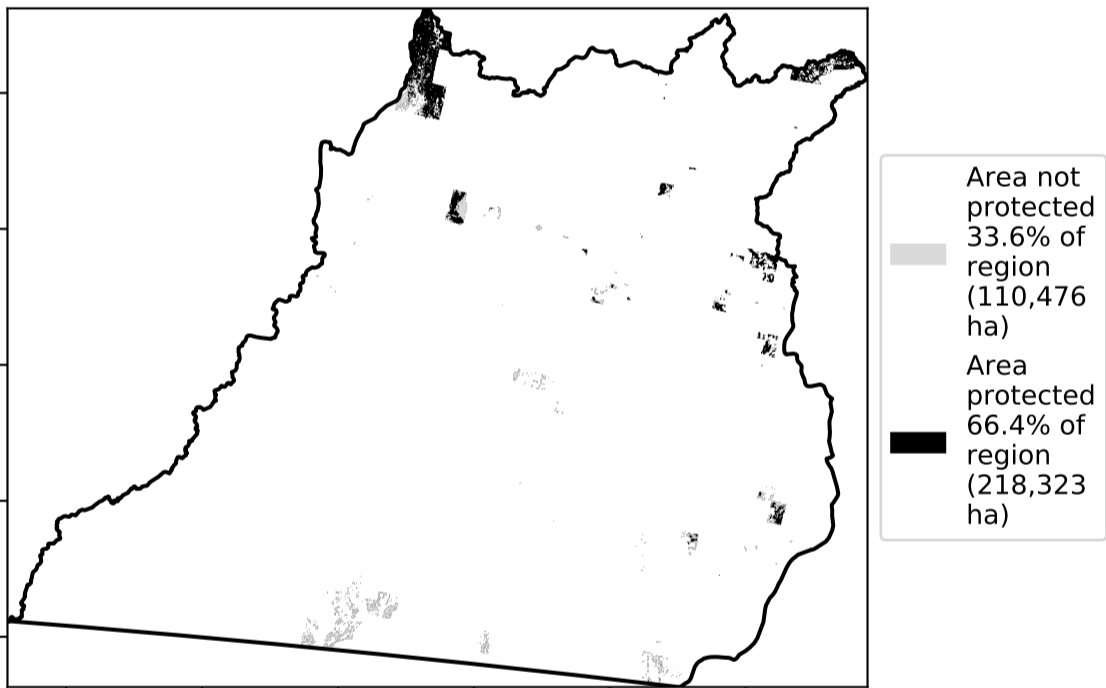 Area not
protected
33.6% of
region
(110,476
ha)
Area
protected
66.4% of
region
(218,323
ha)